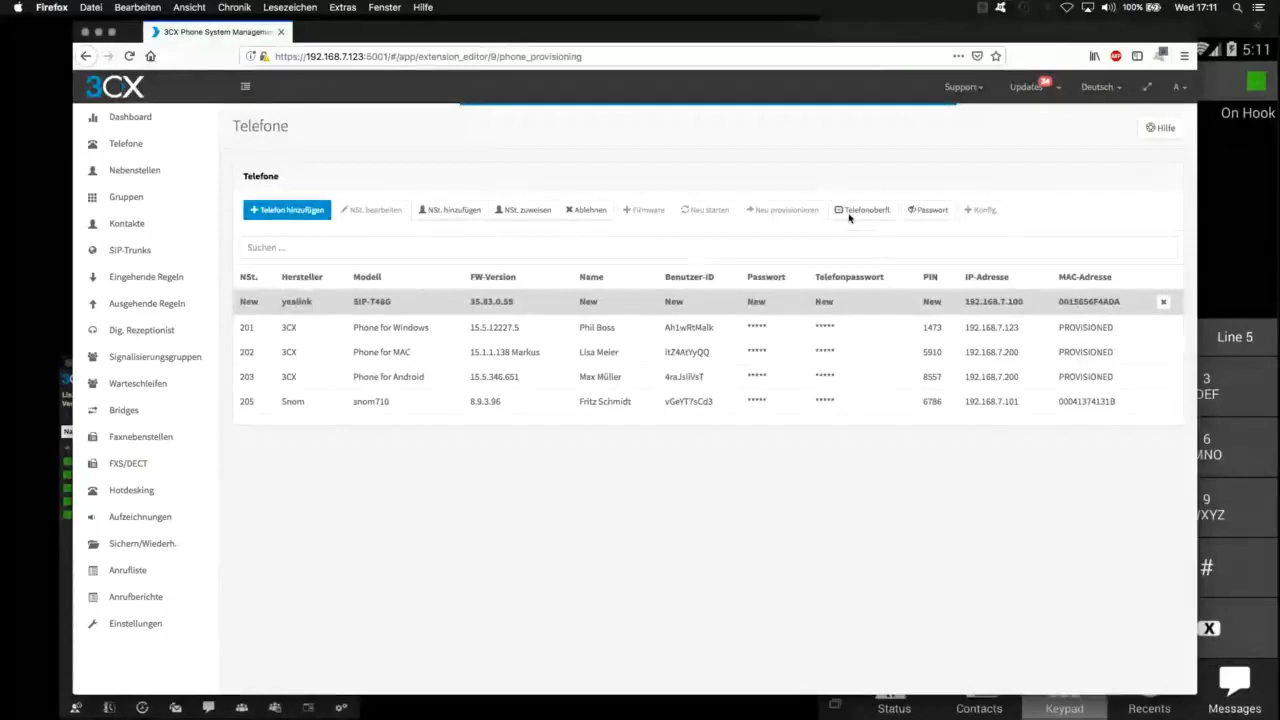 Firefox Datei Bearbeiten Ansicht Chronik Lesezeichen Extras Fenster Hilfe 100% Wed 17:11
3CX Phone System Managemen
5:11
https://192.168.7.123:5001/#/app/extension_editor/9/phone_provisioning
3CX Support Updates 34 Deutsch A
On Hook
Dashboard
Telefone
Nebenstellen
Gruppen
Kontakte
SIP-Trunks
Eingehende Regeln
Ausgehende Regeln
Dig. Rezeptionist
Signalisierungsgruppen
Warteschleifen
Bridges
Faxnebenstellen
FXS/DECT
Hotdesking
Aufzeichnungen
Sichern/Wiederh.
Anrufliste
Anrufberichte
Einstellungen
Telefone
Hilfe
Telefone
Telefon hinzufügen NSt. bearbeiten NSt. hinzufügen NSt. zuweisen Ablehnen Firmware Neu starten Neu provisionieren Telefonoberfl. Passwort Konfig.
Suchen ...
NSt. Hersteller Modell FW-Version Name Benutzer-ID Passwort Telefonpasswort PIN IP-Adresse MAC-Adresse
New yealink SIP-T48G 35.83.0.55 New New New New New 192.168.7.100 0015656F4ADA
201 3CX Phone for Windows 15.5.12227.5 Phil Boss Ah1wRtMalk ***** ***** 1473 192.168.7.123 PROVISIONED
202 3CX Phone for MAC 15.1.1.138 Markus Lisa Meier itZ4AtYyQQ ***** ***** 5910 192.168.7.200 PROVISIONED
203 3CX Phone for Android 15.5.346.651 Max Müller 4raJsIiVsT ***** ***** 8557 192.168.7.200 PROVISIONED
205 Snom snom710 8.9.3.96 Fritz Schmidt vGeYT7sCd3 ***** ***** 6786 192.168.7.101 00041374131B
Line 5
3
DEF
6
MNO
9
XYZ
#
X
Status Contacts Keypad Recents Messages